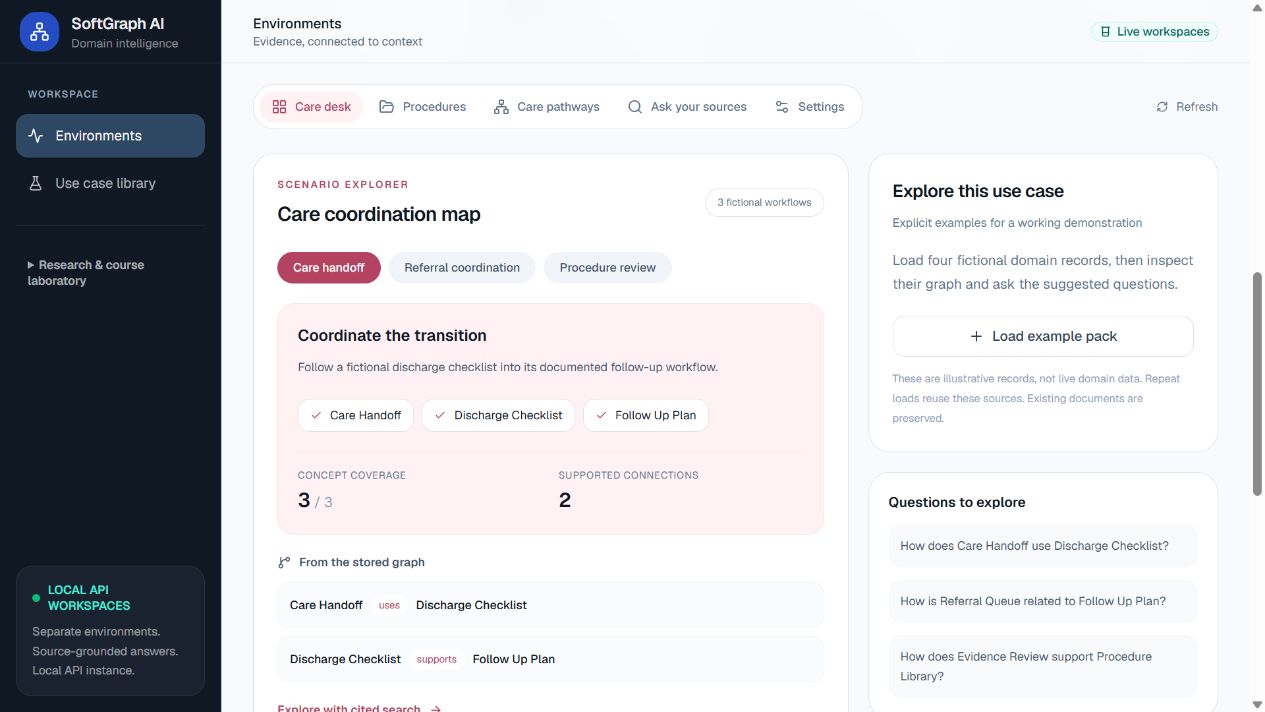 SoftGraph AI
Domain intelligence
WORKSPACE
Environments
Use case library
Research & course
laboratory
LOCAL API
WORKSPACES
Separate environments.
Source-grounded answers.
Local API instance.
Environments
Evidence, connected to context
Live workspaces
Care desk
Procedures
Care pathways
Ask your sources
Settings
Refresh
SCENARIO EXPLORER
Care coordination map
3 fictional workflows
Care handoff
Referral coordination
Procedure review
Coordinate the transition
Follow a fictional discharge checklist into its documented follow-up workflow.
Care Handoff
Discharge Checklist
Follow Up Plan
CONCEPT COVERAGE
3 / 3
SUPPORTED CONNECTIONS
2
From the stored graph
Care Handoff uses Discharge Checklist
Discharge Checklist supports Follow Up Plan
Explore with cited search
Explore this use case
Explicit examples for a working demonstration
Load four fictional domain records, then inspect
their graph and ask the suggested questions.
Load example pack
These are illustrative records, not live domain data. Repeat
loads reuse these sources. Existing documents are
preserved.
Questions to explore
How does Care Handoff use Discharge Checklist?
How is Referral Queue related to Follow Up Plan?
How does Evidence Review support Procedure
Library?